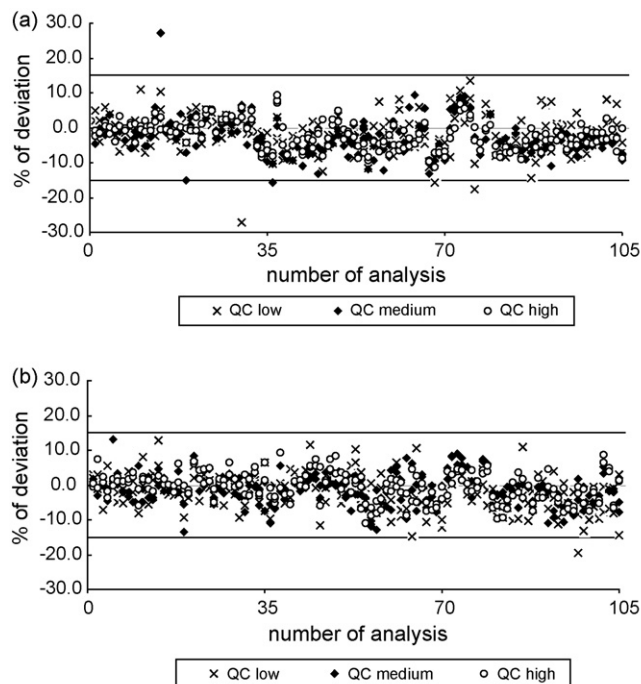 (a)
30.0
20.0
10.0
0.0
-10.0
-20.0
-30.0
% of deviation
0 35 70 105
number of analysis
× QC low ◆ QC medium o QC high
(b)
30.0
20.0
10.0
0.0
-10.0
-20.0
-30.0
% of deviation
0 35 70 105
number of analysis
× QC low ◆ QC medium o QC high